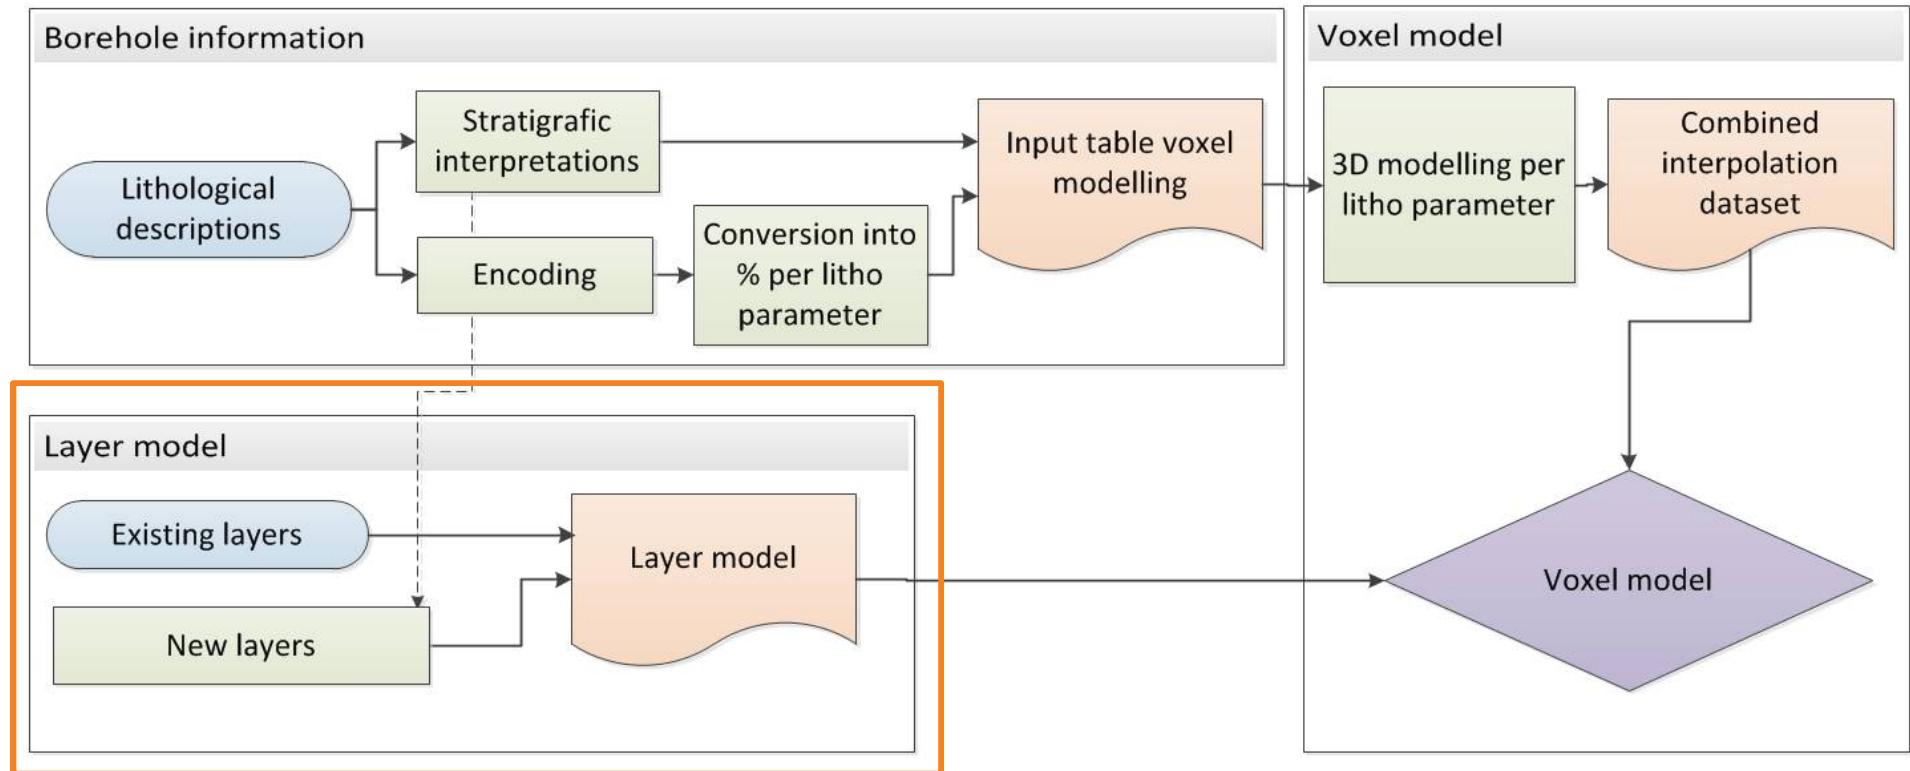 Borehole information
Lithological
descriptions
Stratigrafic
interpretations
Encoding
Conversion into
% per litho
parameter
Input table voxel
modelling
Voxel model
3D modelling per
litho parameter
Combined
interpolation
dataset
Voxel model
Layer model
Existing layers
New layers
Layer model